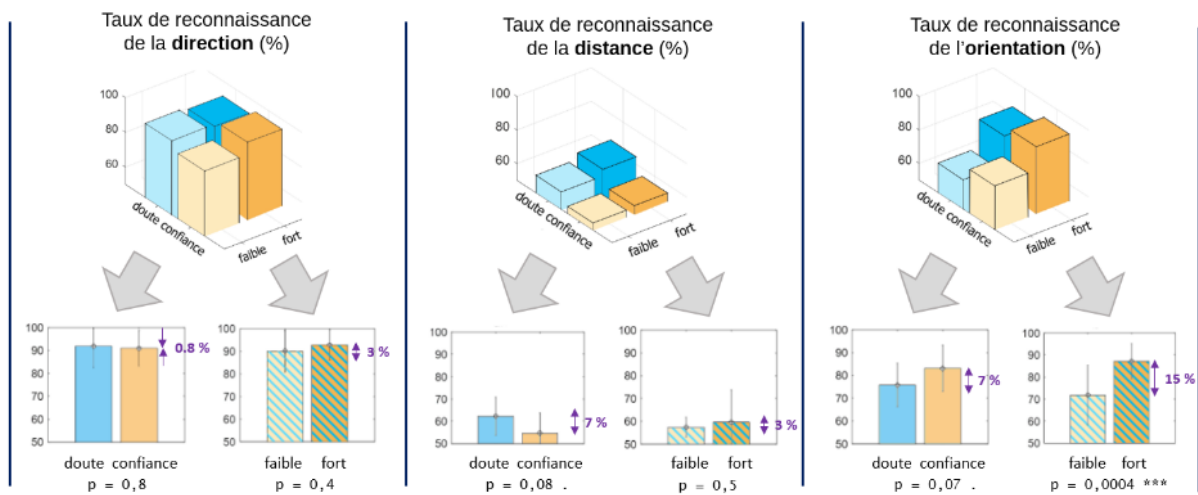 Taux de reconnaissance
de la direction (%)
100
80
60
doute
confiance
faible
fort
100
90
80
70
60
50
0.8 %
doute confiance
p = 0,8
100
90
80
70
60
50
3 %
faible fort
p = 0,4
Taux de reconnaissance
de la distance (%)
100
80
60
doute
confiance
faible
fort
100
90
80
70
60
50
7 %
doute confiance
p = 0,08 .
100
90
80
70
60
50
3 %
faible fort
p = 0,5
Taux de reconnaissance
de l'orientation (%)
100
80
60
doute
confiance
faible
fort
100
90
80
70
60
50
7 %
doute confiance
p = 0,07 .
100
90
80
70
60
50
15 %
faible fort
p = 0,0004 ***